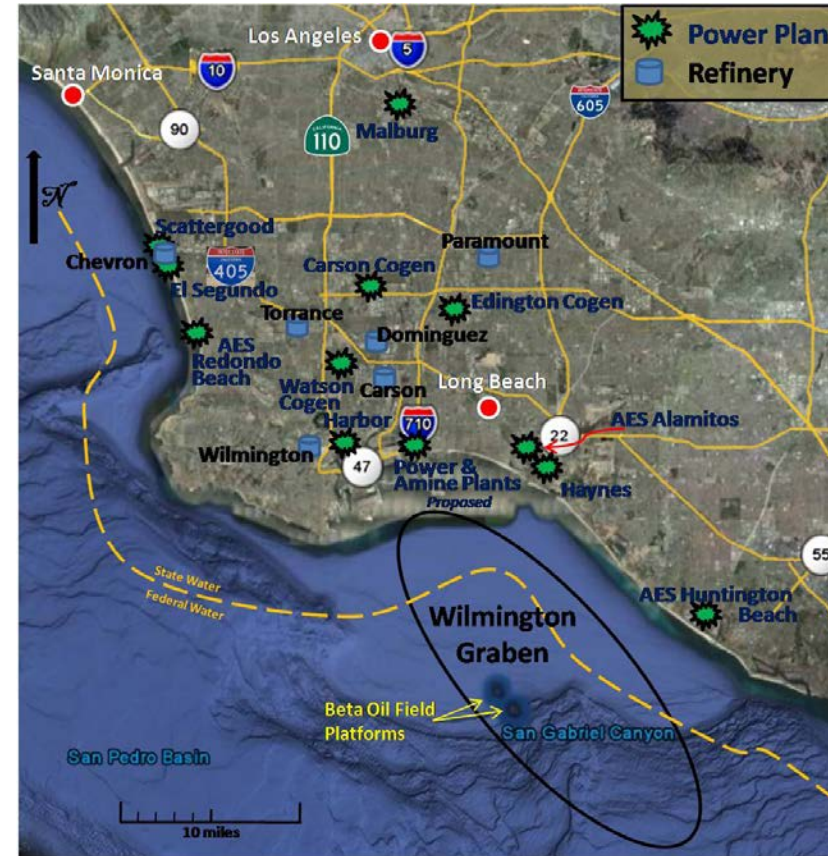 Power Plan
Refinery
Los Angeles
5
10
Santa Monica
605
Malburg
90
CALIFORNIA
110
N
Scattergood
Chevron
405
El Segundo
Paramount
Carson Cogen
Edington Cogen
Torrance
Dominguez
AES
Redondo
Beach
Watson
Cogen
Carson
Long Beach
Harbor
710
AES Alamitos
22
Wilmington
47
Power &
Amine Plants
Proposed
Haynes
55
State Water
Federal Water
AES Huntington
Beach
Wilmington
Graben
Beta Oil Field
Platforms
San Gabriel Canyon
San Pedro Basin
10 miles